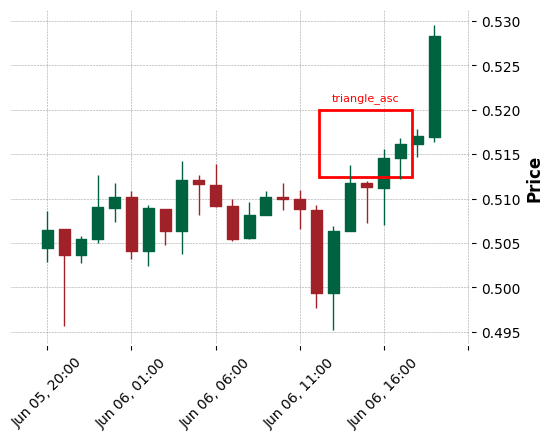 triangle_asc
0.530
0.525
0.520
0.515
0.510
0.505
0.500
0.495
Price
Jun 05, 20:00
Jun 06, 01:00
Jun 06, 06:00
Jun 06, 11:00
Jun 06, 16:00